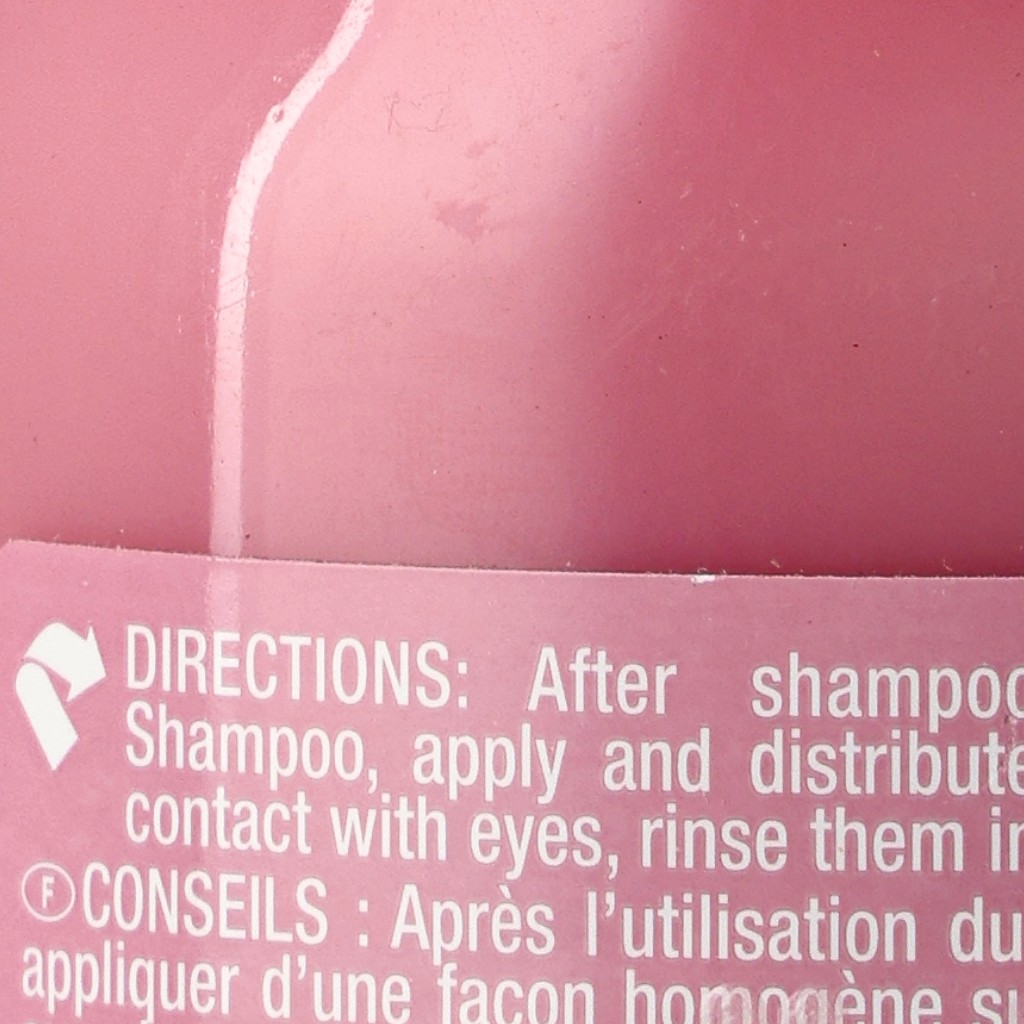 DIRECTIONS: After
Shampoo, apply and distribute
contact with eyes, rinse them
Ⓕ CONSEILS : Après l'utilisation du
appliquer d'une façon homogène